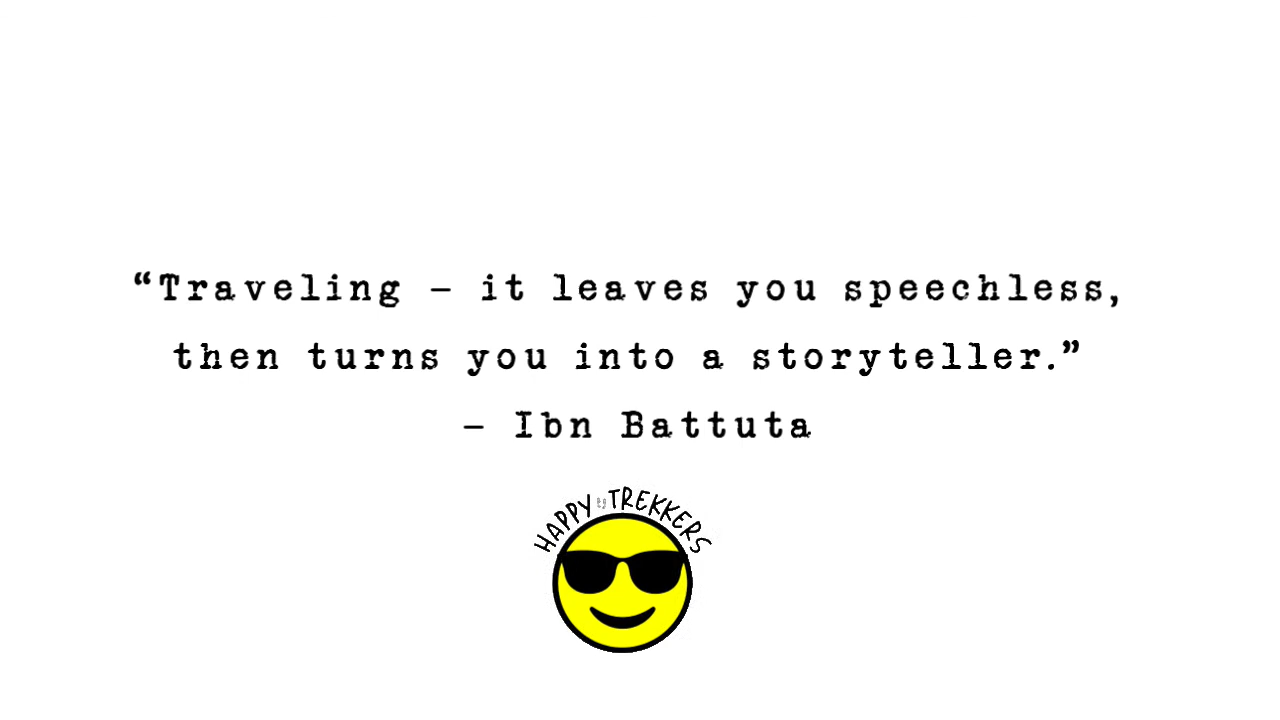 “Traveling – it leaves you speechless,
then turns you into a storyteller.”
– Ibn Battuta
HAPPY TREKKERS